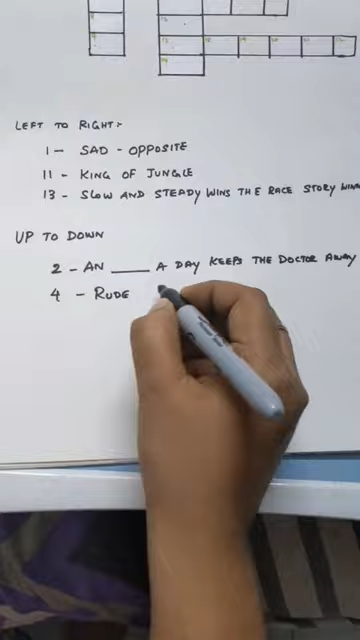 LEFT TO RIGHT:-
1 - SAD - OPPOSITE
11 - KING OF JUNGLE
13 - SLOW AND STEADY WINS THE RACE STORY
UP TO DOWN
2 - AN ____ A DAY KEEPS THE DOCTOR AWAY
4 - RUDE